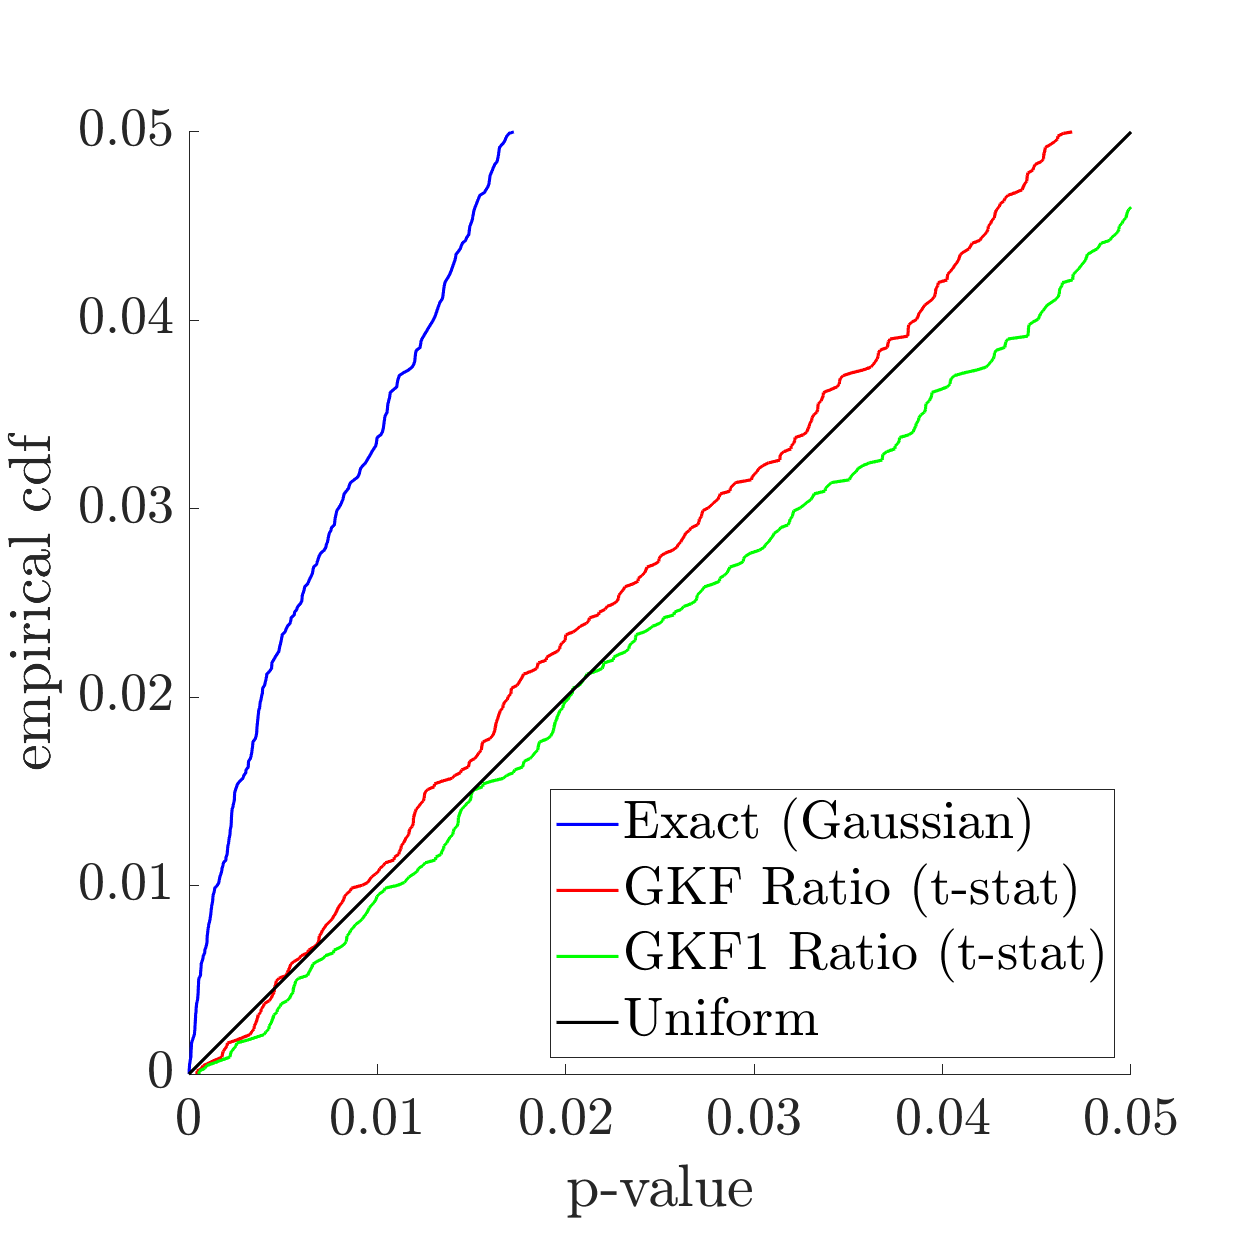 0.05
0.04
0.03
0.02
0.01
0
empirical cdf
Exact (Gaussian)
GKF Ratio (t-stat)
GKF1 Ratio (t-stat)
Uniform
0 0.01 0.02 0.03 0.04 0.05
p-value